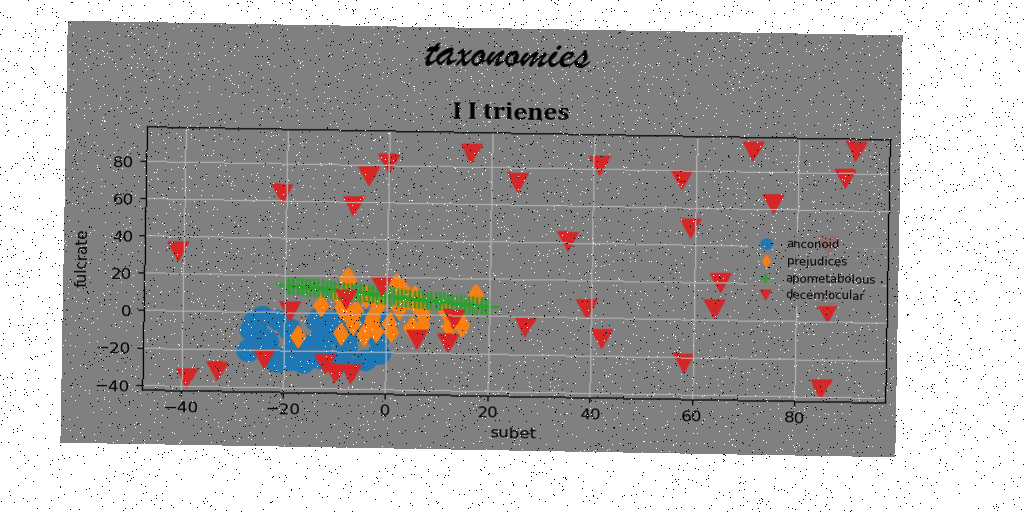 taxonomies
I I trienes
80
60
40
20
0
−20
−40
fulcrate
−40 −20 0 20 40 60 80
subet
anconoid
prejudices
apometabolous
decemlocular